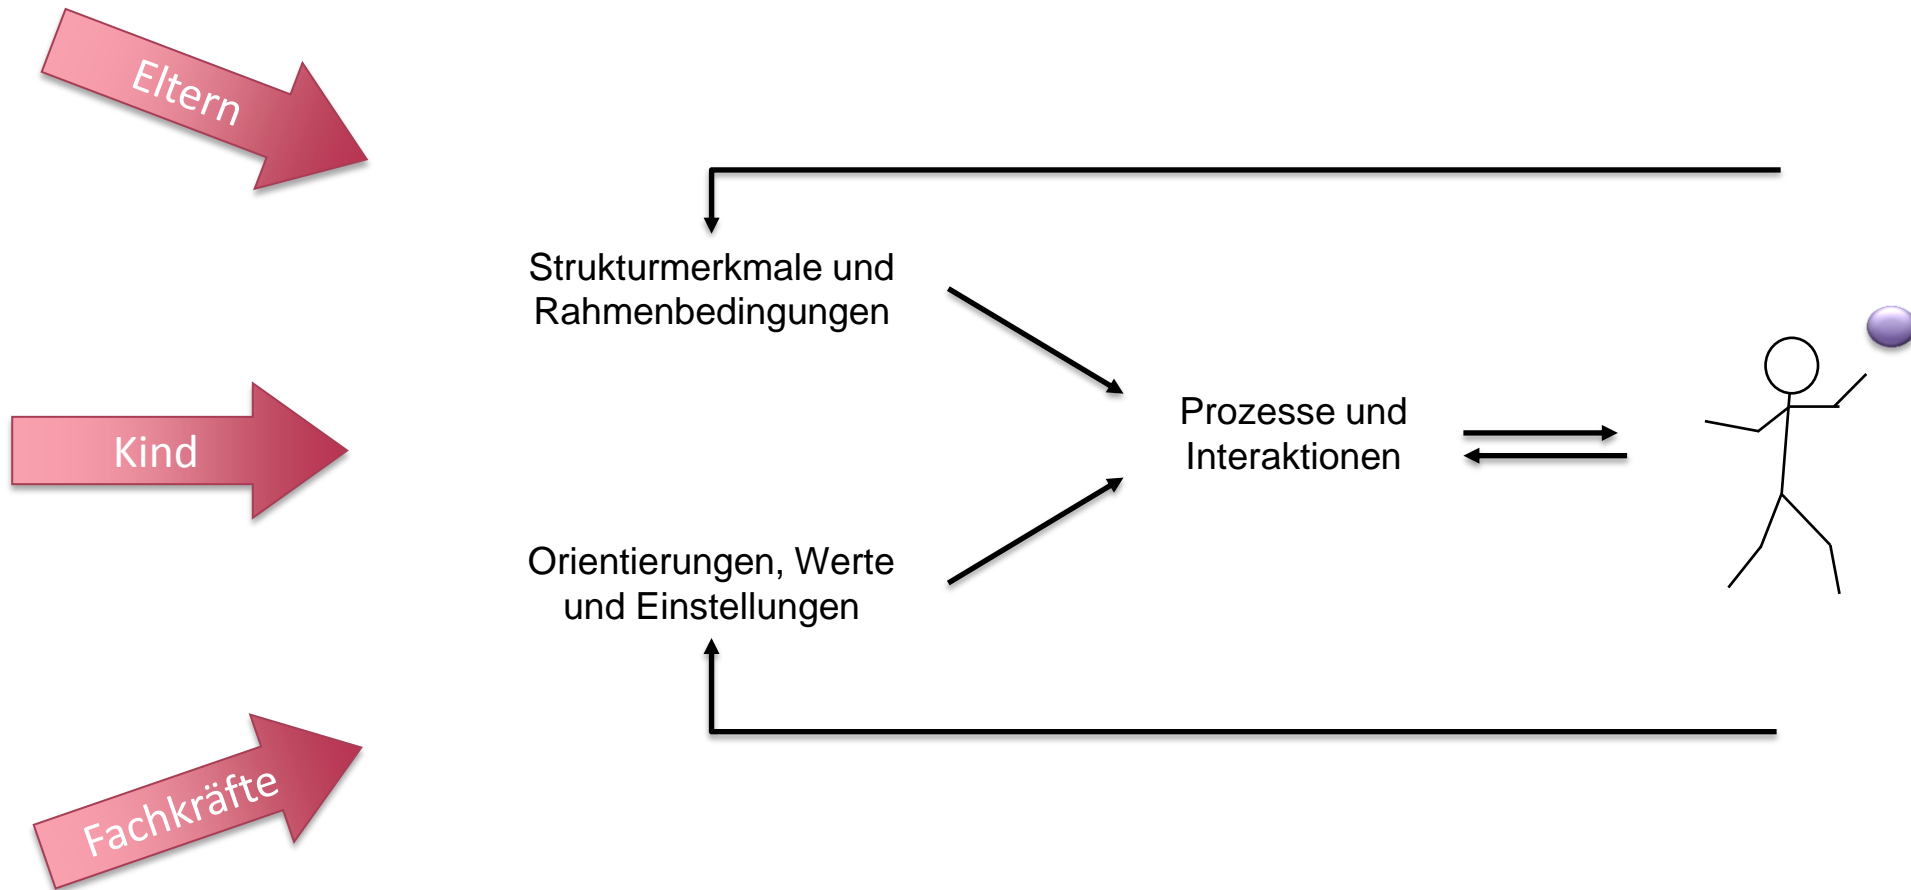 Eltern
Strukturmerkmale und
Rahmenbedingungen
Kind
Prozesse und
Interaktionen
Orientierungen, Werte
und Einstellungen
Fachkräfte